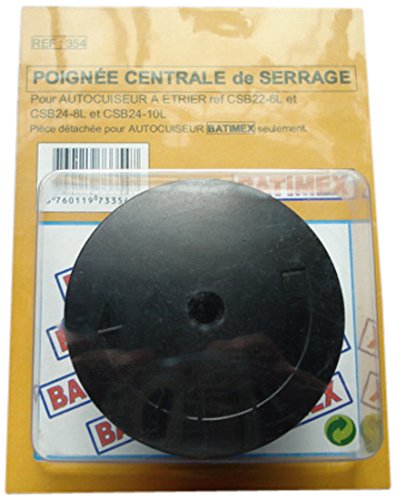 REF : 354
POIGNÉE CENTRALE de SERRAGE
Pour AUTOCUISEUR A ETRIER ref CSB22-6L et
CSB24-8L et CSB24-10L
Pièce détachée pour AUTOCUISEUR BATIMEX seulement.
BATIMEX
BATIMEX